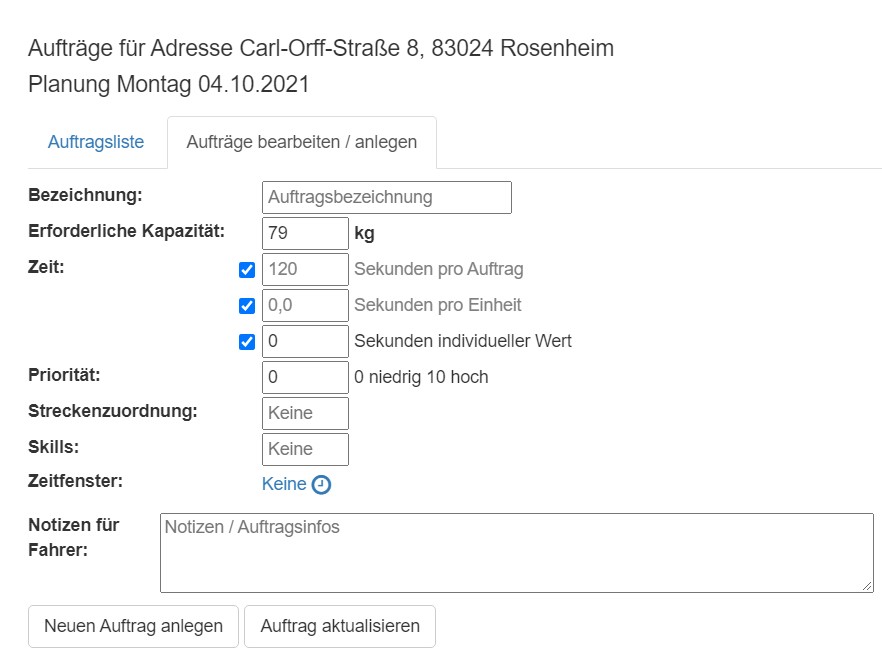 Aufträge für Adresse Carl-Orff-Straße 8, 83024 Rosenheim
Planung Montag 04.10.2021
Auftragsliste Aufträge bearbeiten / anlegen
Bezeichnung: Auftragsbezeichnung
Erforderliche Kapazität: 79 kg
Zeit: 120 Sekunden pro Auftrag
0,0 Sekunden pro Einheit
0 Sekunden individueller Wert
Priorität: 0 0 niedrig 10 hoch
Streckenzuordnung: Keine
Skills: Keine
Zeitfenster: Keine
Notizen für Notizen / Auftragsinfos
Fahrer:
Neuen Auftrag anlegen Auftrag aktualisieren